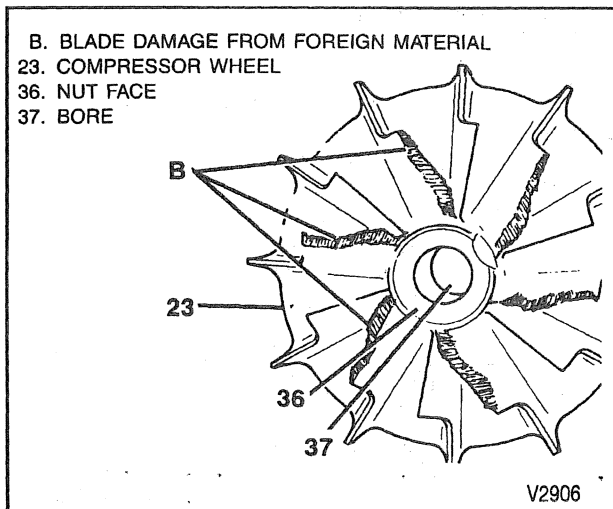 B. BLADE DAMAGE FROM FOREIGN MATERIAL
23. COMPRESSOR WHEEL
36. NUT FACE
37. BORE
B
23
36
37
V2906